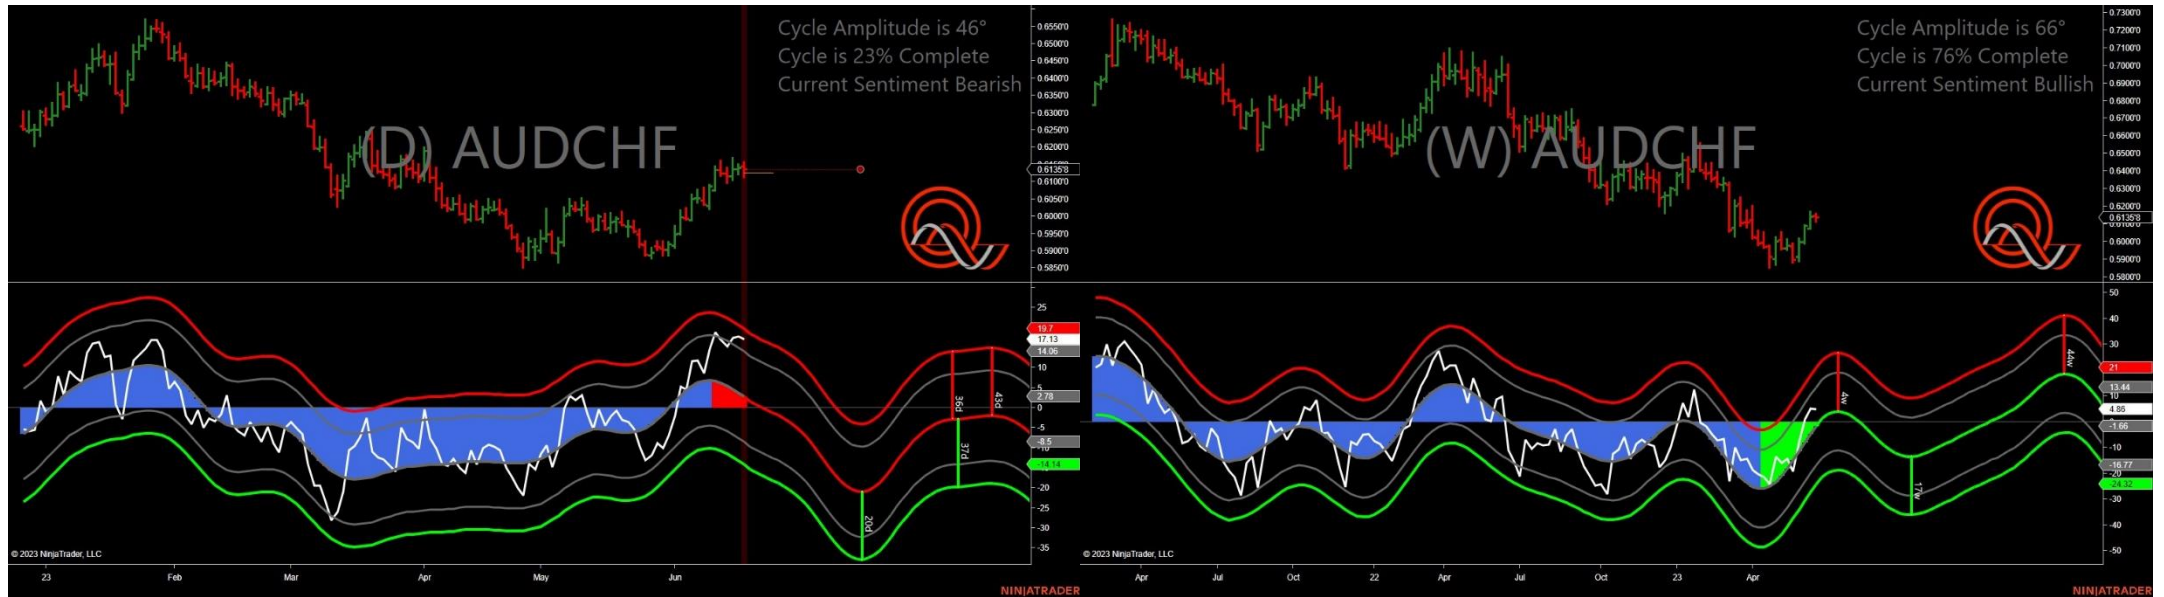 Cycle Amplitude is 46°
Cycle is 23% Complete
Current Sentiment Bearish
(D) AUDCHF
0.6550'0
0.6500'0
0.6450'0
0.6400'0
0.6350'0
0.6300'0
0.6250'0
0.6200'0
0.6135'8
0.6100'0
0.6050'0
0.6000'0
0.5950'0
0.5900'0
0.5850'0
25
19.7
17.13
14.06
10
5
2.78
0
-5
-8.5
-14.14
-20
-25
-30
-35
36d
43d
37d
20d
© 2023 NinjaTrader, LLC
23 Feb Mar Apr May Jun
NINJATRADER
Cycle Amplitude is 66°
Cycle is 76% Complete
Current Sentiment Bullish
(W) AUDCHF
0.7300'0
0.7200'0
0.7100'0
0.7000'0
0.6900'0
0.6800'0
0.6700'0
0.6600'0
0.6500'0
0.6400'0
0.6300'0
0.6200'0
0.6135'8
0.6100'0
0.6000'0
0.5900'0
0.5800'0
50
40
30
21
13.44
10
4.86
-1.66
-10
-16.77
-20
-24.32
-30
-40
-50
4w
44w
17w
© 2023 NinjaTrader, LLC
Apr Jul Oct 22 Apr Jul Oct 23 Apr
NINJATRADER